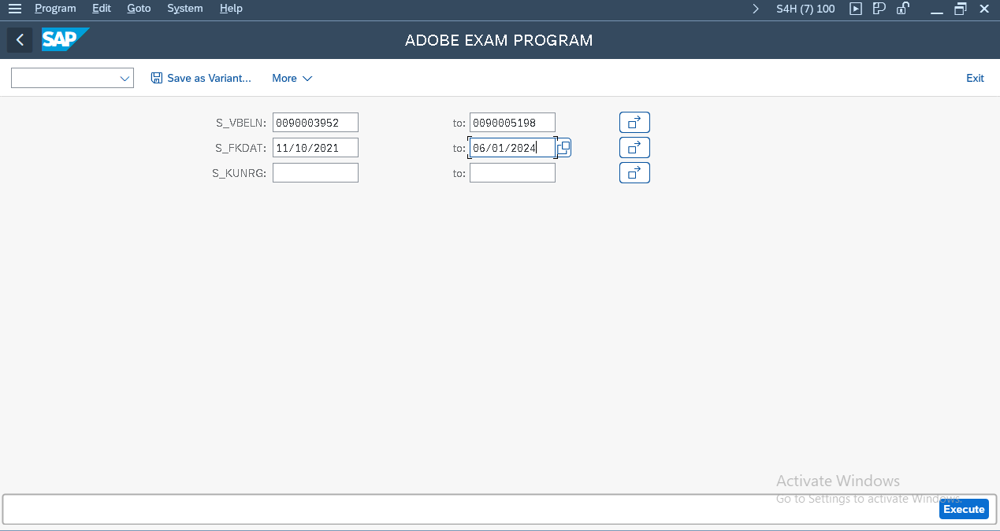 Program Edit Goto System Help S4H (7) 100
SAP ADOBE EXAM PROGRAM
Save as Variant... More Exit
S_VBELN: 0090003952 to: 0090005198
S_FKDAT: 11/10/2021 to: 06/01/2024
S_KUNRG: to:
Activate Windows
Go to Settings to activate Windows.
Execute